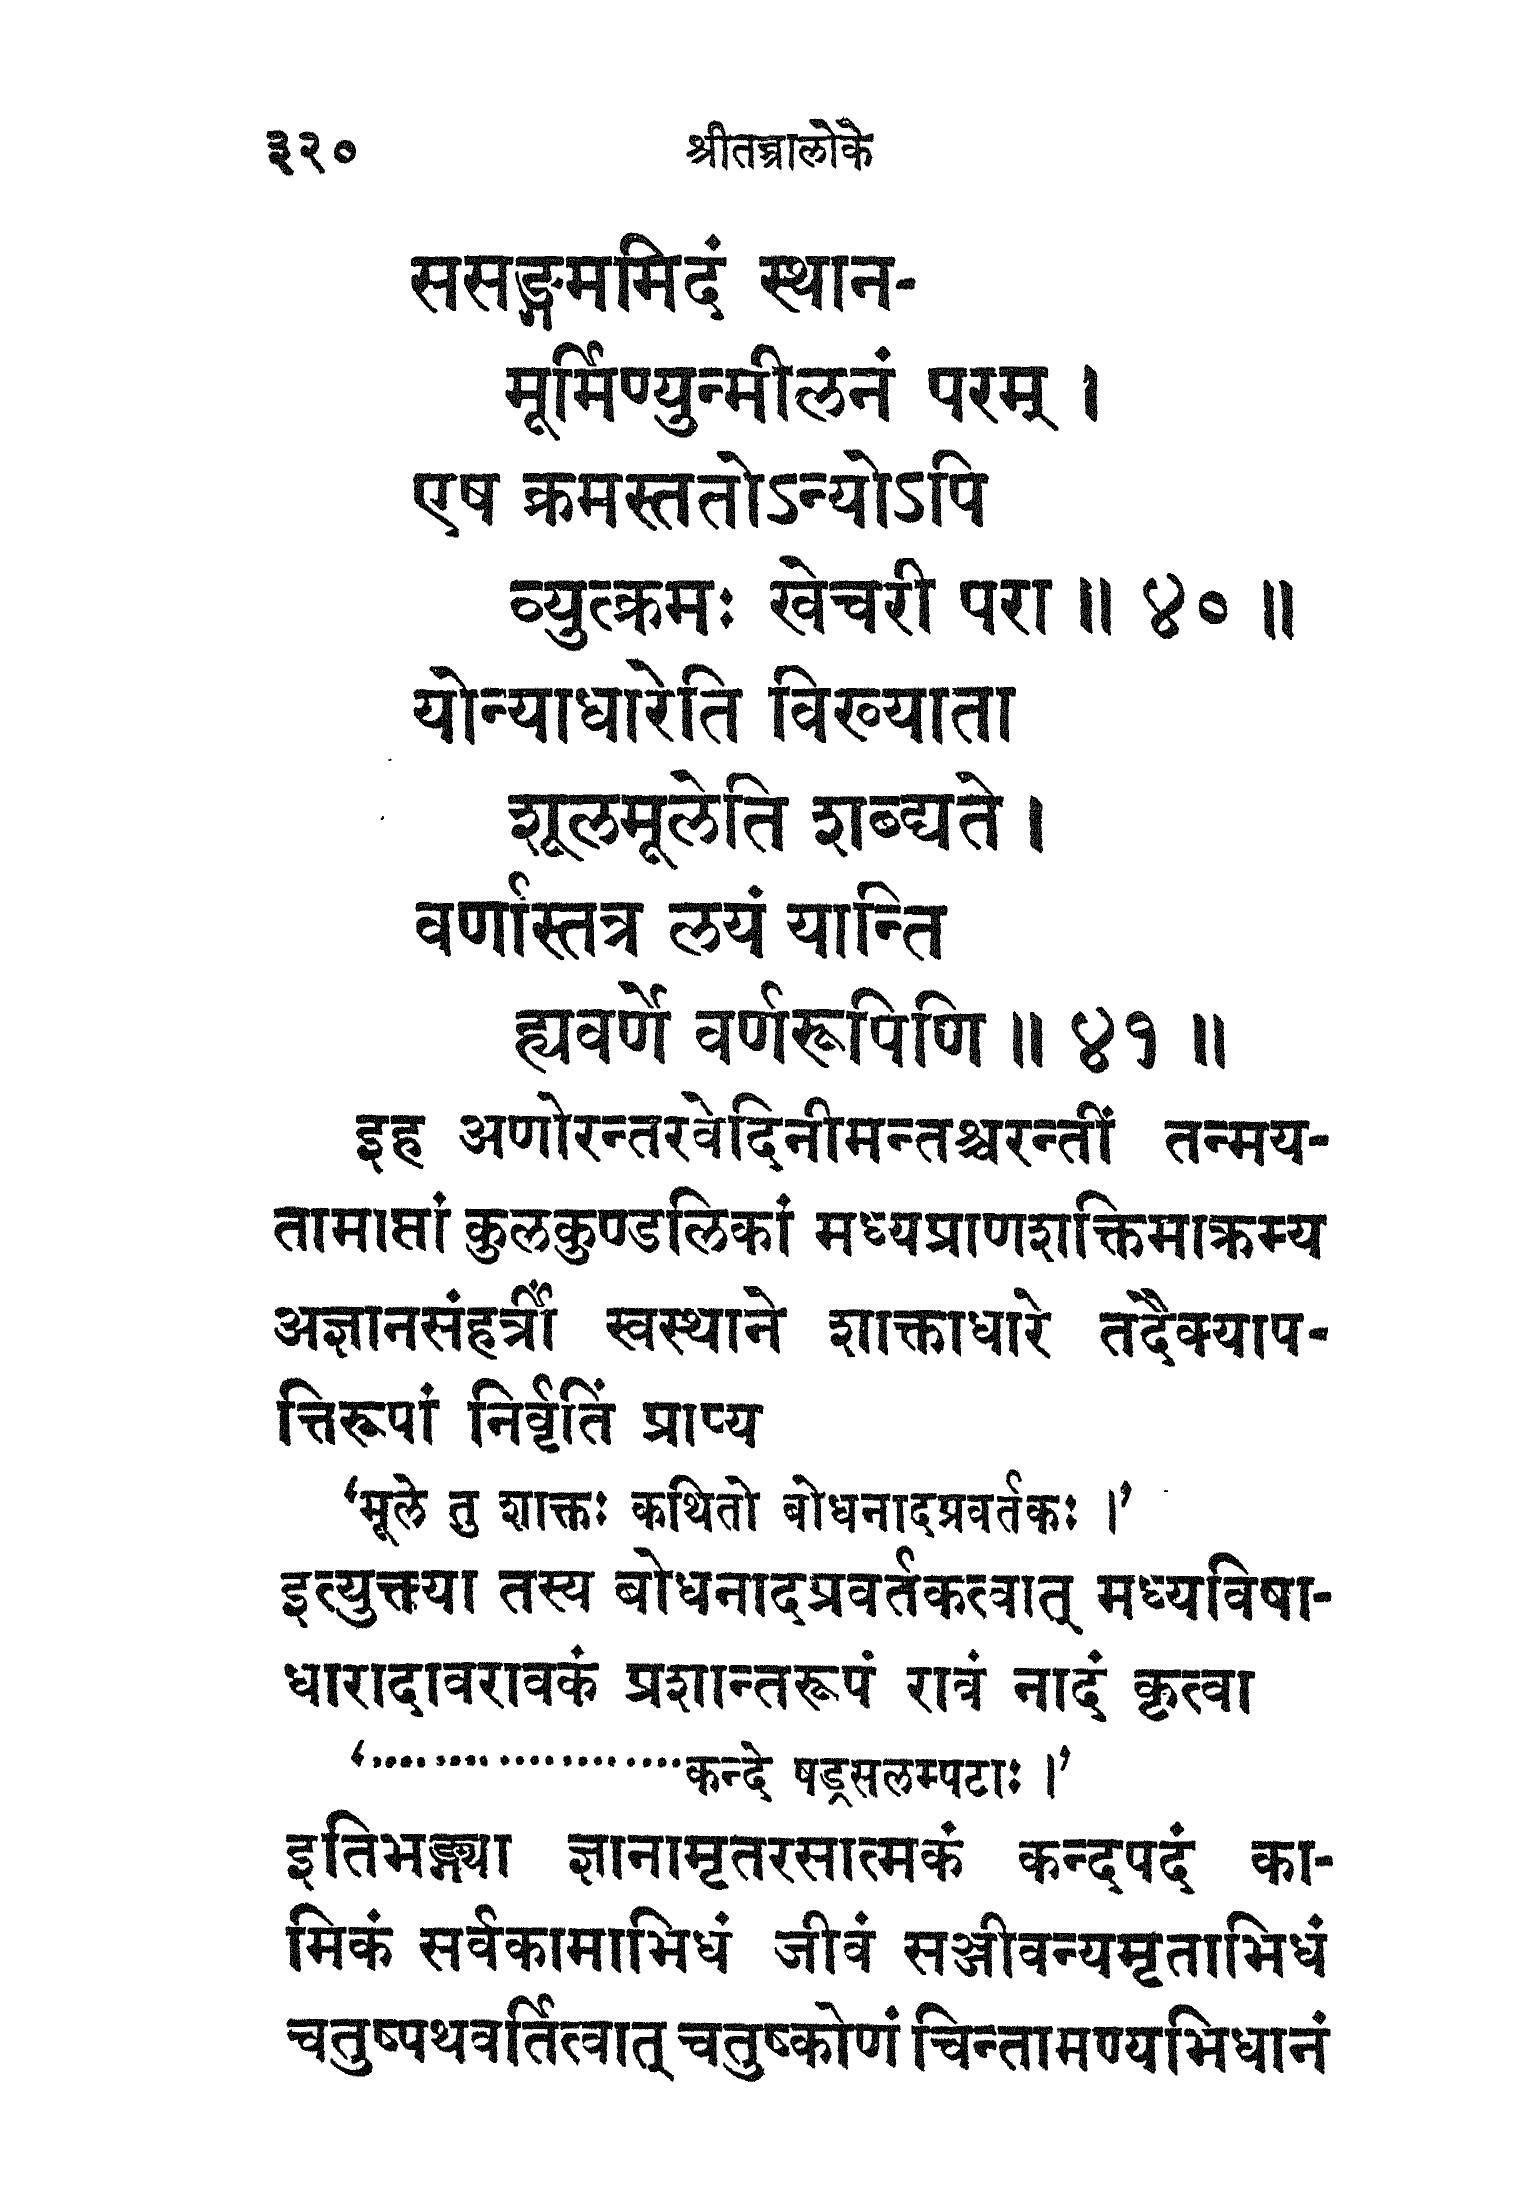 ३२० श्रीतन्त्रालोके
ससङ्गममिदं स्थान-
मूर्मिण्युन्मीलनं परम् ।
एष क्रमस्ततोऽन्योऽपि
व्युत्क्रमः खेचरी परा ॥ ४० ॥
योन्याधारेति विख्याता
शूलमूलेति शब्द्यते ।
वर्णास्तत्र लयं यान्ति
ह्यवर्णे वर्णरूपिणि ॥ ४१ ॥
इह अणोरन्तरवेदिनीमन्तश्चरन्तीं तन्मय-
तामाप्तां कुलकुण्डलिकां मध्यप्राणशक्तिमाक्रम्य
अज्ञानसंहर्त्रीं स्वस्थाने शाक्ताधारे तदैक्याप-
त्तिरूपां निर्वृतिं प्राप्य
‘मूले तु शाक्तः कथितो बोधनादप्रवर्तकः ।’
इत्युक्तया तस्य बोधनादप्रवर्तकत्वात् मध्यविषा-
धारादावरावकं प्रशान्तरूपं रात्रं नादं कृत्वा
‘····················कन्दे षड्रसलम्पटाः ।’
इतिभङ्ग्या ज्ञानामृतरसात्मकं कन्दपदं का-
मिकं सर्वकामाभिधं जीवं सञ्जीवन्यमृताभिधं
चतुष्पथवर्तित्वात् चतुष्कोणं चिन्तामण्यभिधानं